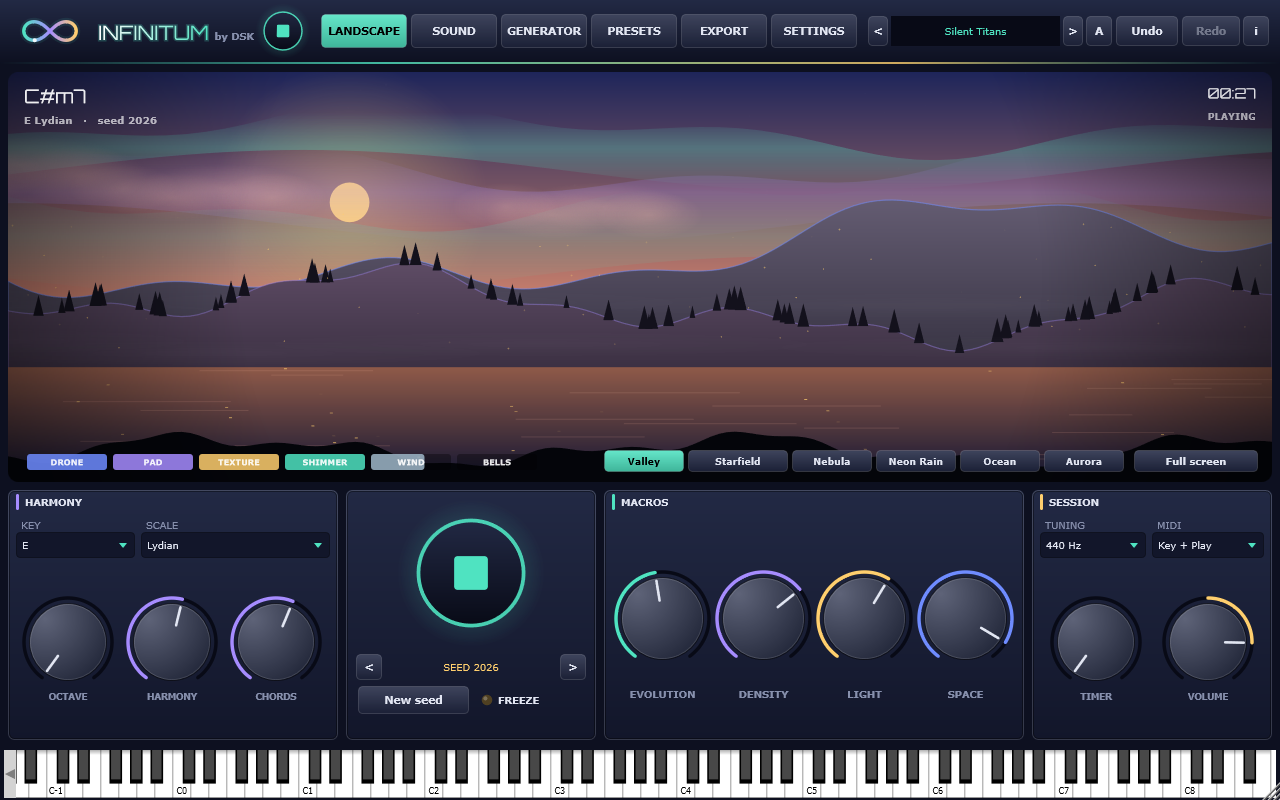 INFINITUM by DSK
LANDSCAPE
SOUND
GENERATOR
PRESETS
EXPORT
SETTINGS
<
Silent Titans
>
A
Undo
Redo
i
C#m7
E Lydian · seed 2026
00:27
PLAYING
DRONE
PAD
TEXTURE
SHIMMER
WIND
BELLS
Valley
Starfield
Nebula
Neon Rain
Ocean
Aurora
Full screen
HARMONY
KEY
SCALE
E
Lydian
OCTAVE
HARMONY
CHORDS
<
SEED 2026
>
New seed
FREEZE
MACROS
EVOLUTION
DENSITY
LIGHT
SPACE
SESSION
TUNING
MIDI
440 Hz
Key + Play
TIMER
VOLUME
C-1
C0
C1
C2
C3
C4
C5
C6
C7
C8